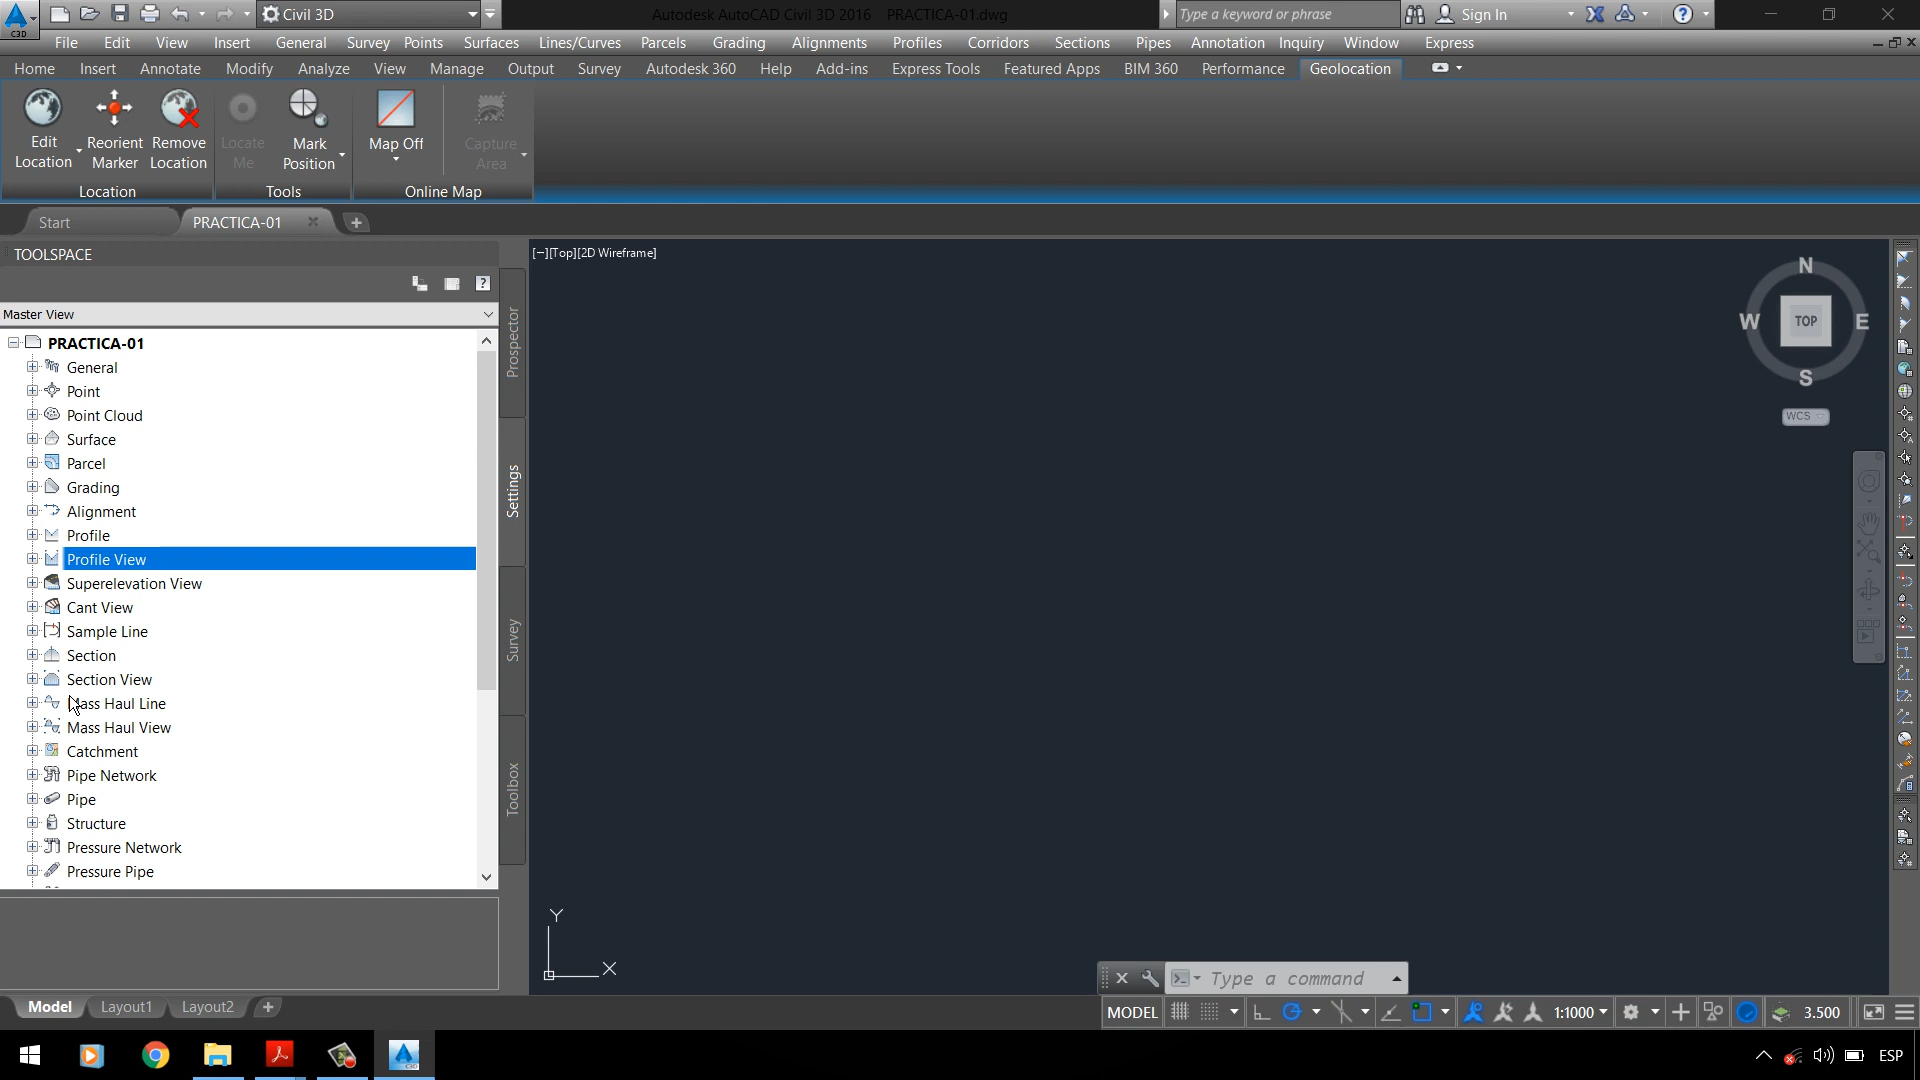 Civil 3D
Autodesk AutoCAD Civil 3D 2016 PRACTICA-01.dwg
Type a keyword or phrase
Sign In
C3D
File Edit View Insert General Survey Points Surfaces Lines/Curves Parcels Grading Alignments Profiles Corridors Sections Pipes Annotation Inquiry Window Express
Home Insert Annotate Modify Analyze View Manage Output Survey Autodesk 360 Help Add-ins Express Tools Featured Apps BIM 360 Performance Geolocation
Edit Location
Reorient Marker
Remove Location
Locate Me
Mark Position
Map Off
Capture Area
Location Tools Online Map
Start PRACTICA-01
TOOLSPACE
Master View
PRACTICA-01
General
Point
Point Cloud
Surface
Parcel
Grading
Alignment
Profile
Profile View
Superelevation View
Cant View
Sample Line
Section
Section View
Mass Haul Line
Mass Haul View
Catchment
Pipe Network
Pipe
Structure
Pressure Network
Pressure Pipe
Prospector
Settings
Survey
Toolbox
[−][Top][2D Wireframe]
N
W TOP E
S
WCS
Y
X
Type a command
Model Layout1 Layout2
MODEL 1:1000 3.500
ESP